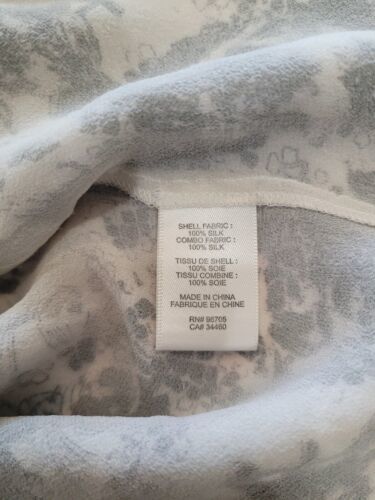 SHELL FABRIC :
100% SILK
COMBO FABRIC :
100% SILK
TISSU DE SHELL :
100% SOIE
TISSU COMBINE :
100% SOIE
MADE IN CHINA
FABRIQUE EN CHINE
RN# 96705
CA# 34460